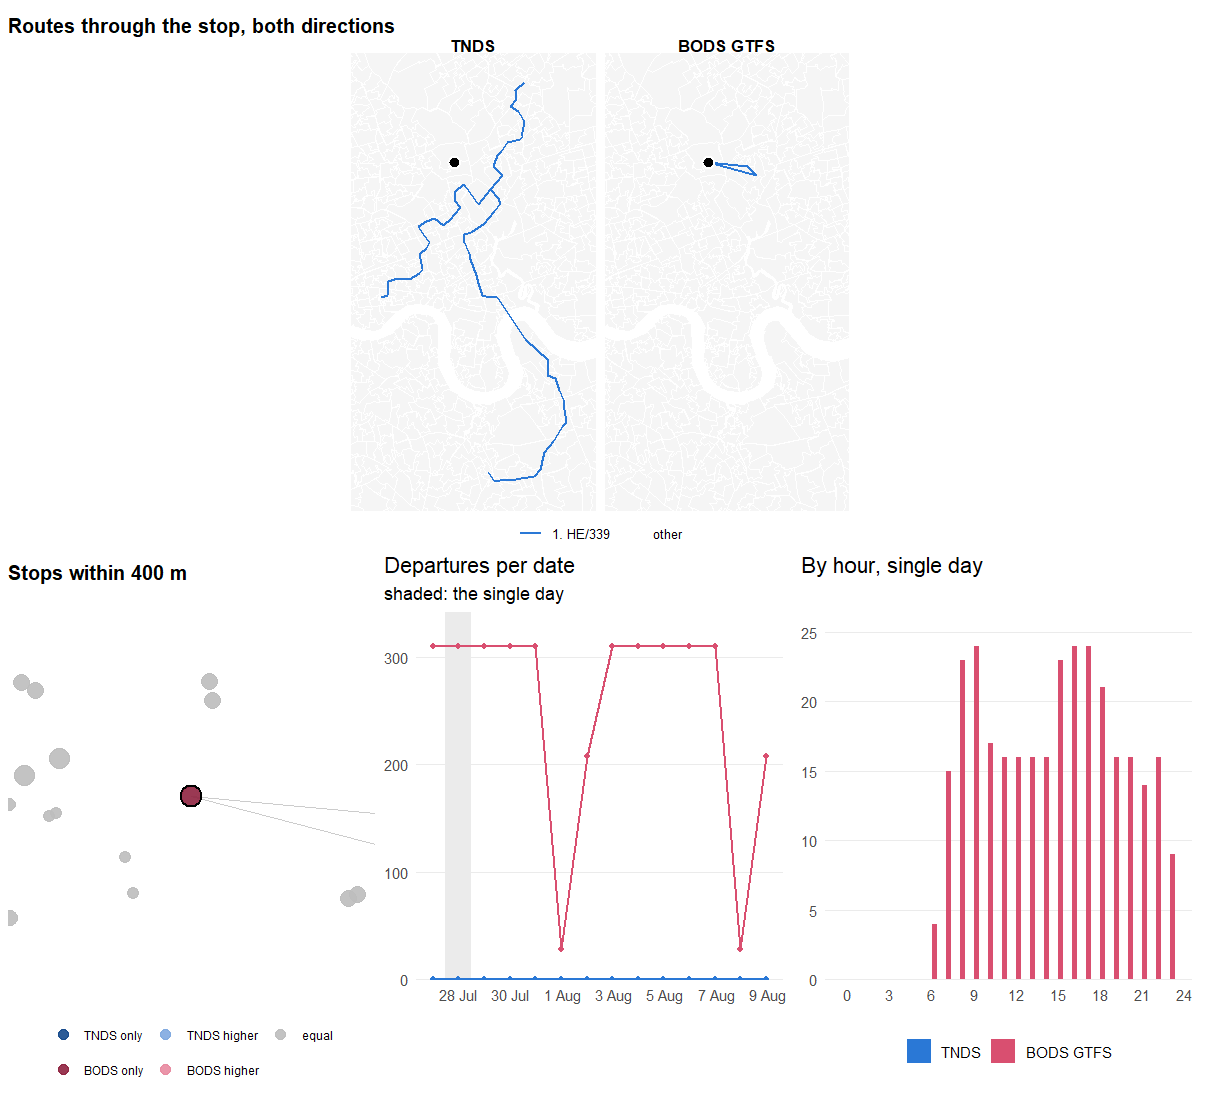 Routes through the stop, both directions
TNDS
BODS GTFS
1. HE/339
other
Stops within 400 m
TNDS only
TNDS higher
equal
BODS only
BODS higher
Departures per date
shaded: the single day
300
200
100
0
28 Jul
30 Jul
1 Aug
3 Aug
5 Aug
7 Aug
9 Aug
By hour, single day
25
20
15
10
5
0
0
3
6
9
12
15
18
21
24
TNDS
BODS GTFS